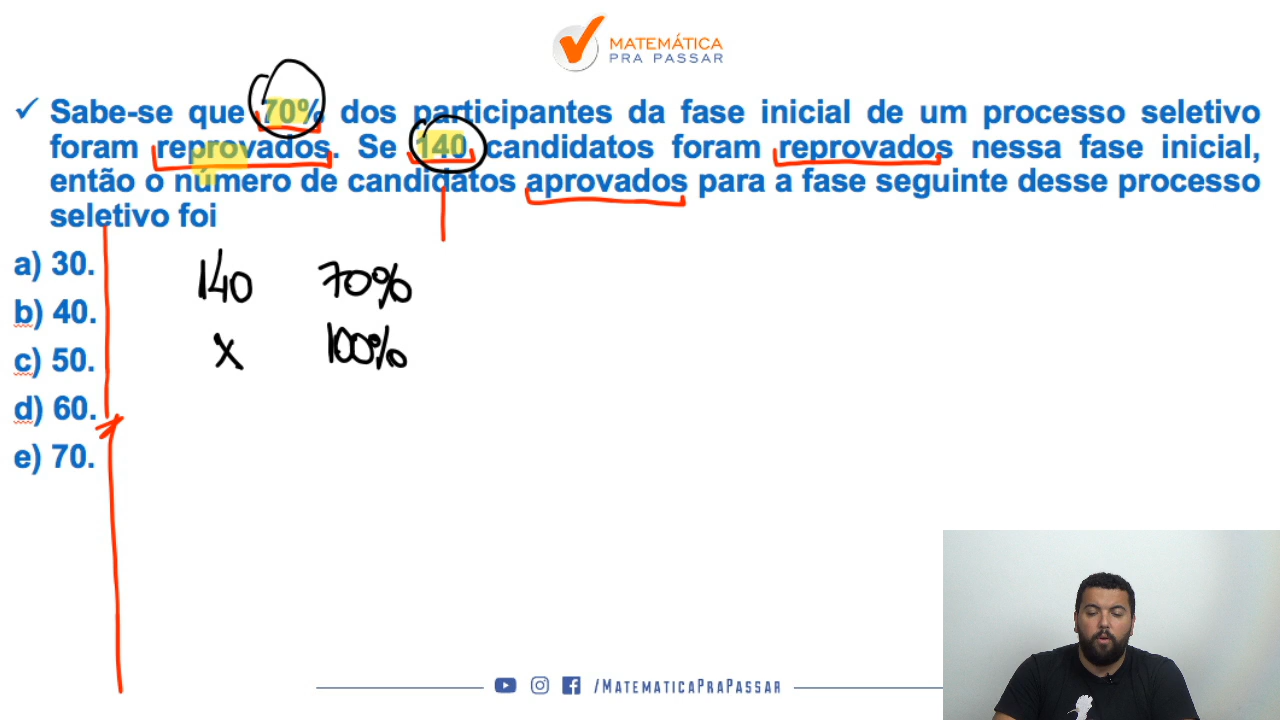 MATEMÁTICA
PRA PASSAR
✓ Sabe-se que 70% dos participantes da fase inicial de um processo seletivo
foram reprovados. Se 140 candidatos foram reprovados nessa fase inicial,
então o número de candidatos aprovados para a fase seguinte desse processo
seletivo foi
a) 30.
b) 40.
c) 50.
d) 60.
e) 70.
140 70%
x 100%
/MATEMATICAPRAPASSAR